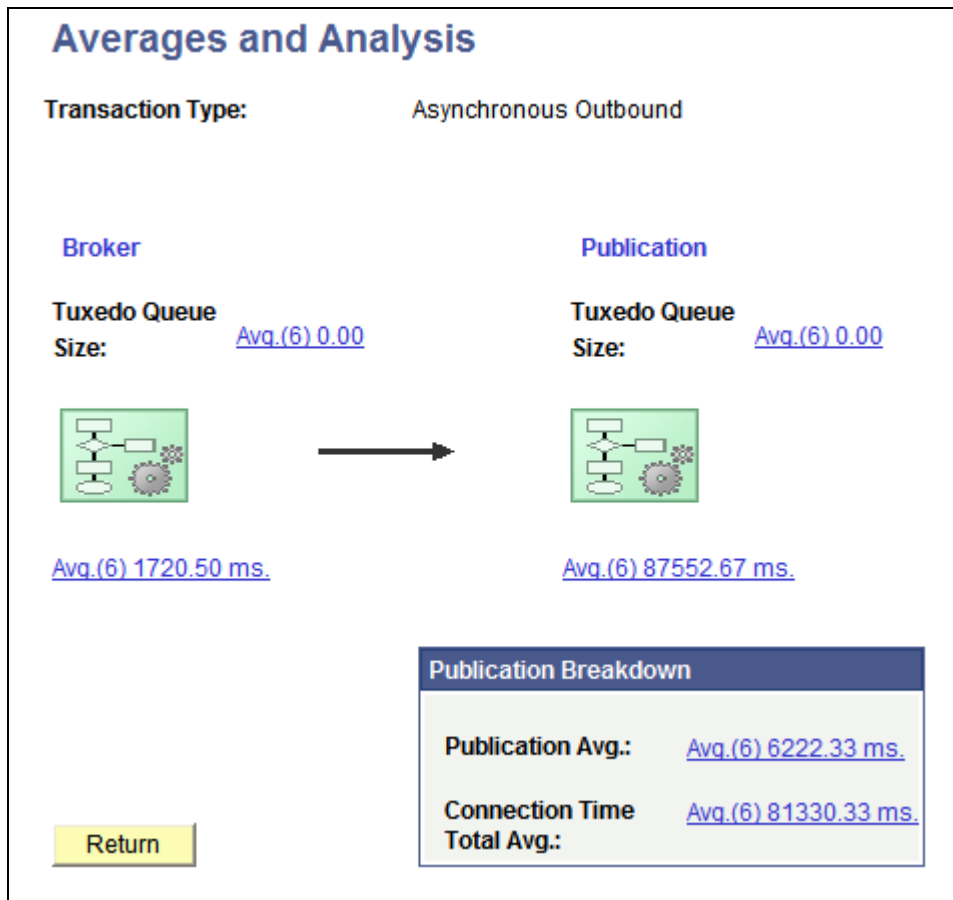 Averages and Analysis
Transaction Type: Asynchronous Outbound
Broker Publication
Tuxedo Queue Size: Avg.(6) 0.00
Tuxedo Queue Size: Avg.(6) 0.00
Avg.(6) 1720.50 ms. Avg.(6) 87552.67 ms.
Publication Breakdown
Publication Avg.: Avg.(6) 6222.33 ms.
Connection Time Total Avg.: Avg.(6) 81330.33 ms.
Return